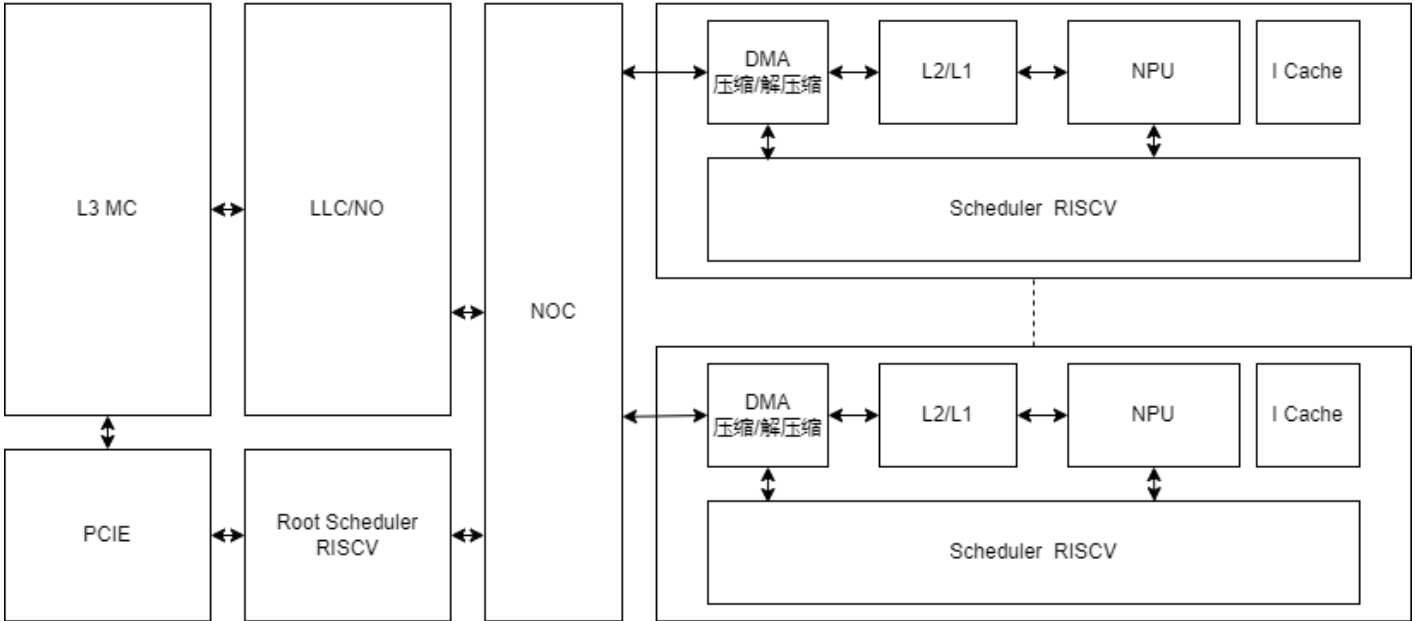 L3 MC
LLC/NO
NOC
PCIE
Root Scheduler
RISCV
DMA
压缩/解压缩
L2/L1
NPU
I Cache
Scheduler RISCV
DMA
压缩/解压缩
L2/L1
NPU
I Cache
Scheduler RISCV